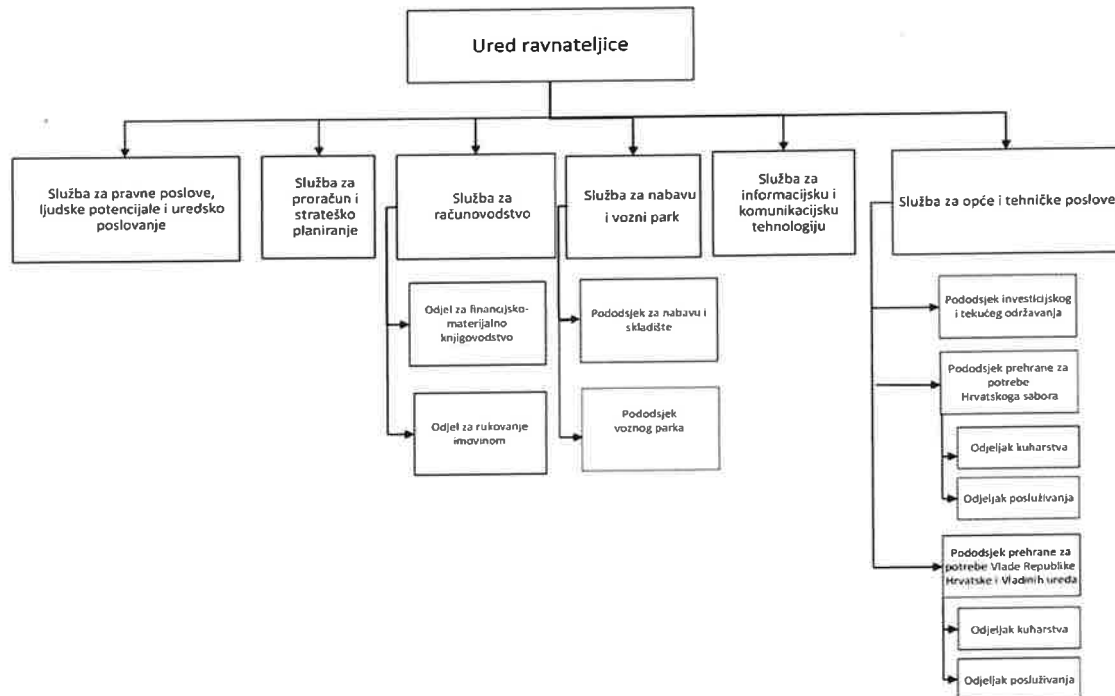 Ured ravnateljice
Služba za pravne poslove,
ljudske potencijale i uredsko
poslovanje
Služba za
proračun i
strateško
planiranje
Služba za
računovodstvo
Služba za nabavu
i vozni park
Služba za
informacijsku i
komunikacijsku
tehnologiju
Služba za opće i tehničke poslove
Odjel za financijsko-
materijalno
knjigovodstvo
Odjel za rukovanje
imovinom
Pododsjek za nabavu i
skladište
Pododsjek
voznog parka
Pododsjek investicijskog
i tekućeg održavanja
Pododsjek prehrane za
potrebe
Hrvatskoga sabora
Odjeljak kuharstva
Odjeljak posluživanja
Pododsjek prehrane za
potrebe Vlade Republike
Hrvatske i Vladinih ureda
Odjeljak kuharstva
Odjeljak posluživanja